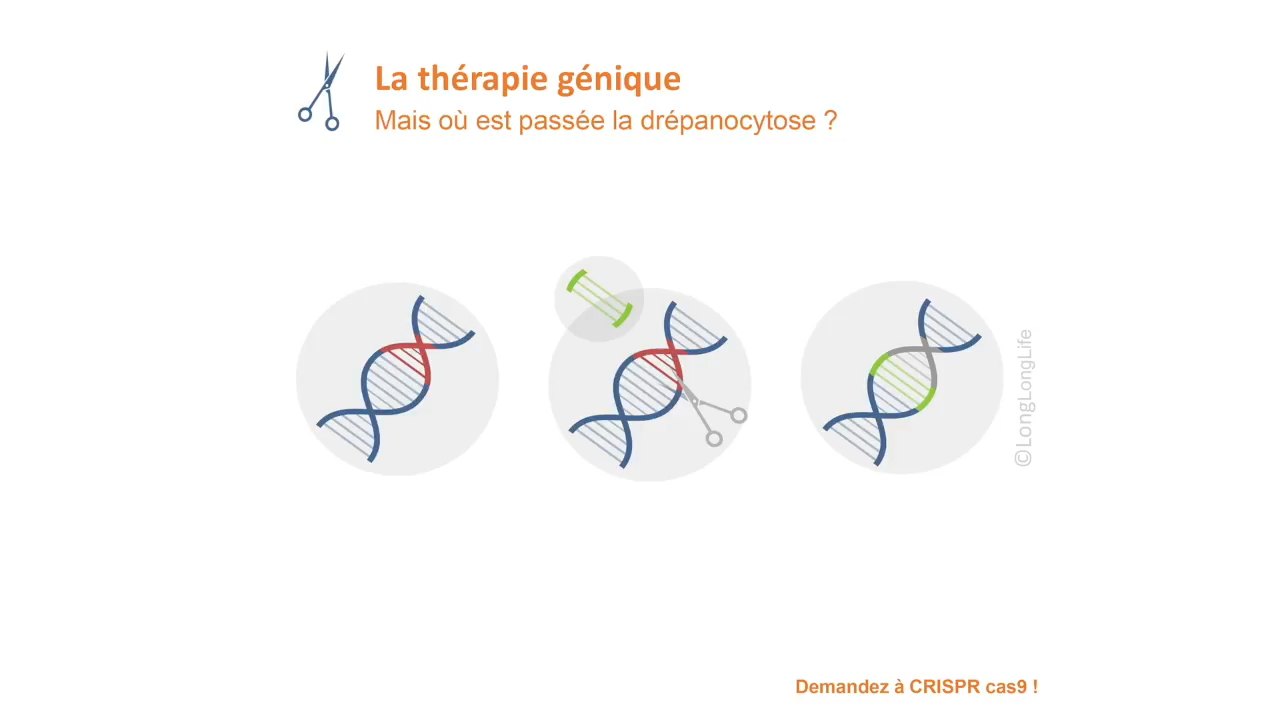 La thérapie génique
Mais où est passée la drépanocytose ?
©LongLongLife
Demandez à CRISPR cas9 !